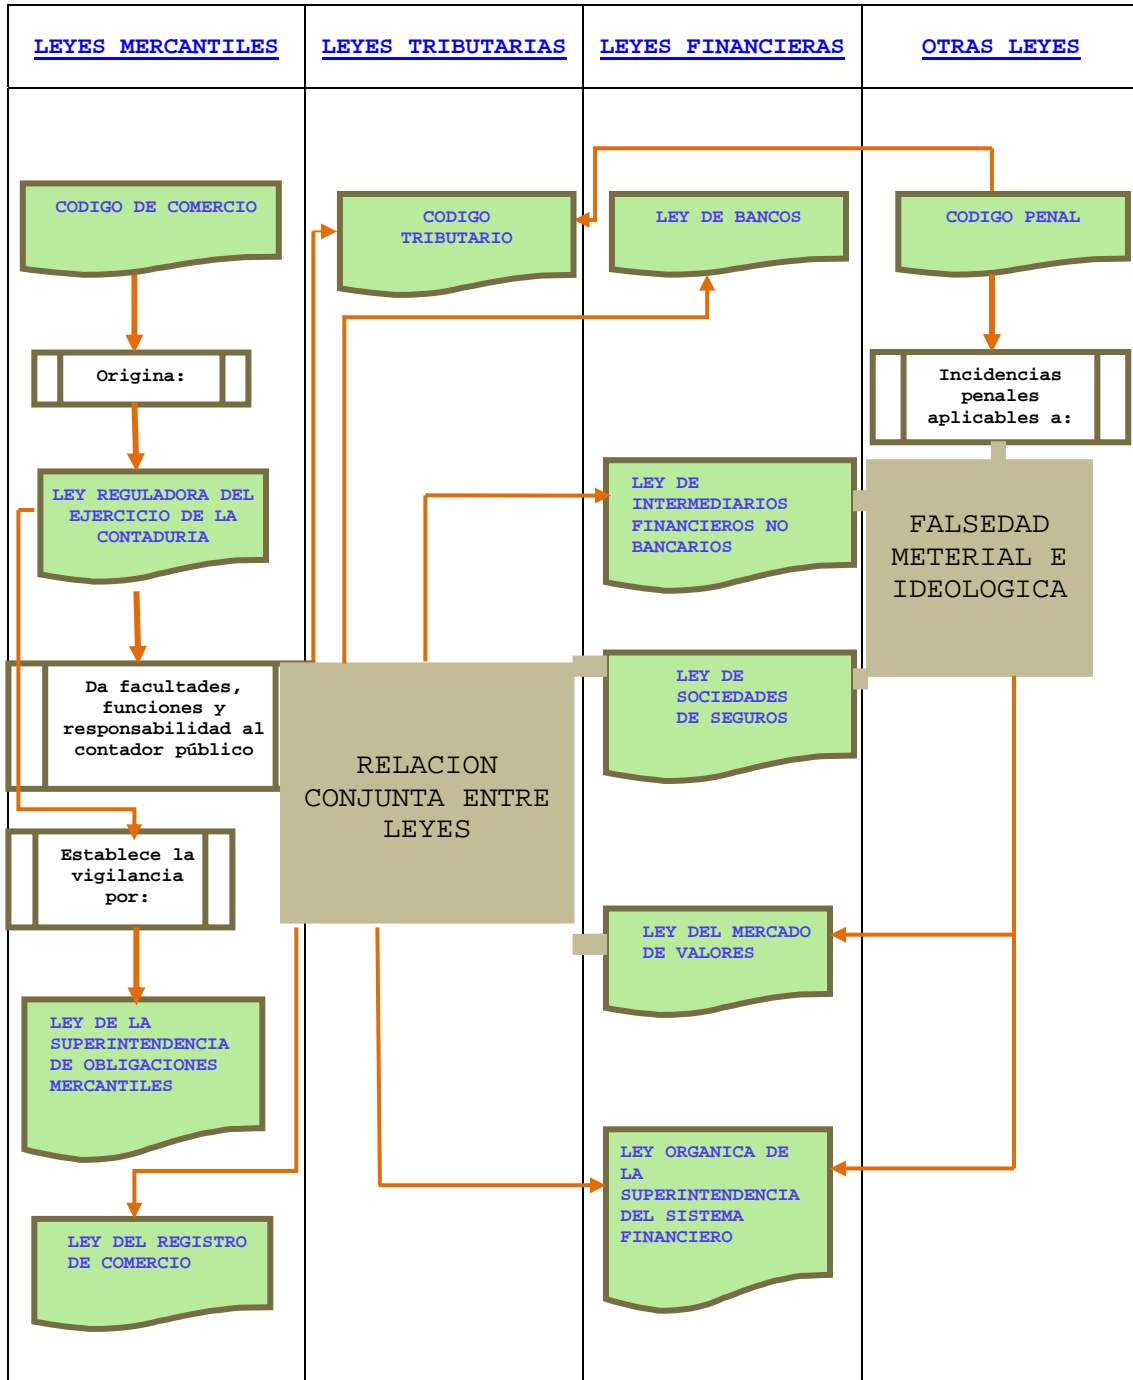 LEYES MERCANTILES
LEYES TRIBUTARIAS
LEYES FINANCIERAS
OTRAS LEYES
CODIGO DE COMERCIO
CODIGO
TRIBUTARIO
LEY DE BANCOS
CODIGO PENAL
Origina:
Incidencias
penales
aplicables a:
LEY REGULADORA DEL
EJERCICIO DE LA
CONTADURIA
LEY DE
INTERMEDIARIOS
FINANCIEROS NO
BANCARIOS
FALSEDAD
METERIAL E
IDEOLOGICA
Da facultades,
funciones y
responsabilidad al
contador público
RELACION
CONJUNTA ENTRE
LEYES
LEY DE
SOCIEDADES
DE SEGUROS
Establece la
vigilancia
por:
LEY DEL MERCADO
DE VALORES
LEY DE LA
SUPERINTENDENCIA
DE OBLIGACIONES
MERCANTILES
LEY ORGANICA DE
LA
SUPERINTENDENCIA
DEL SISTEMA
FINANCIERO
LEY DEL REGISTRO
DE COMERCIO